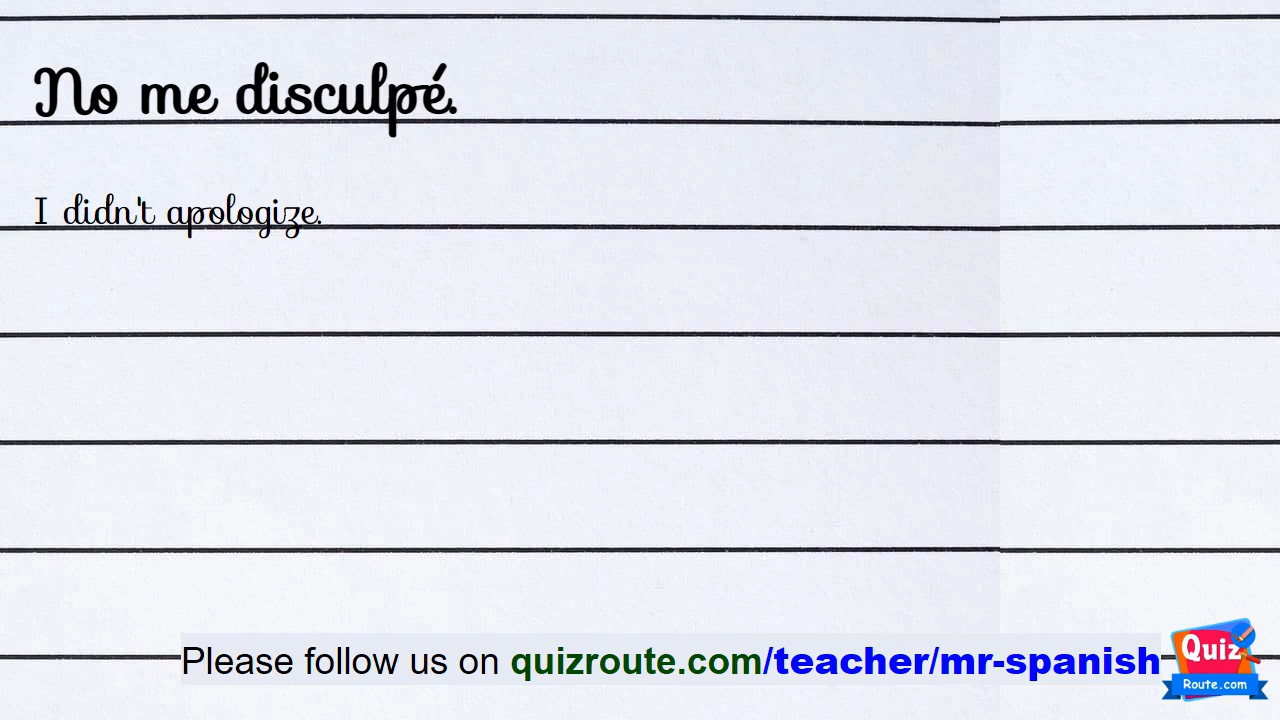 No me disculpé.
I didn't apologize.
Please follow us on quizroute.com/teacher/mr-spanish
Quiz
Route.com